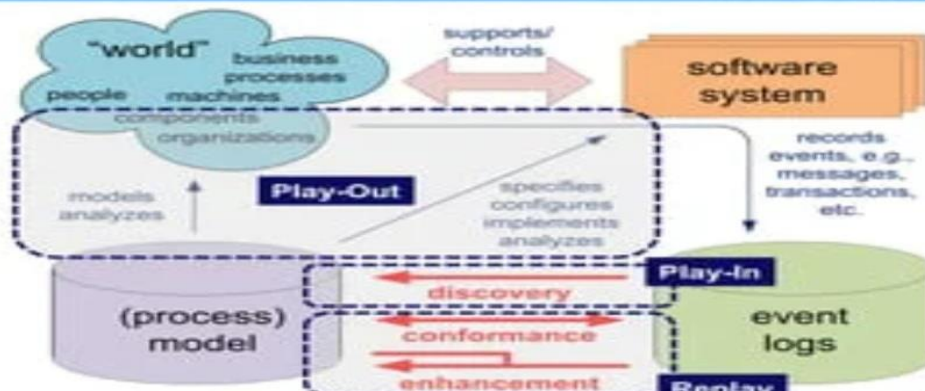 "world"
business
processes
people
machines
components
organizations
supports/
controls
software
system
records
events, e.g.,
messages,
transactions,
etc.
models
analyzes
Play-Out
specifies
configures
implements
analyzes
Play-In
discovery
(process)
model
event
logs
conformance
enhancement
Replay